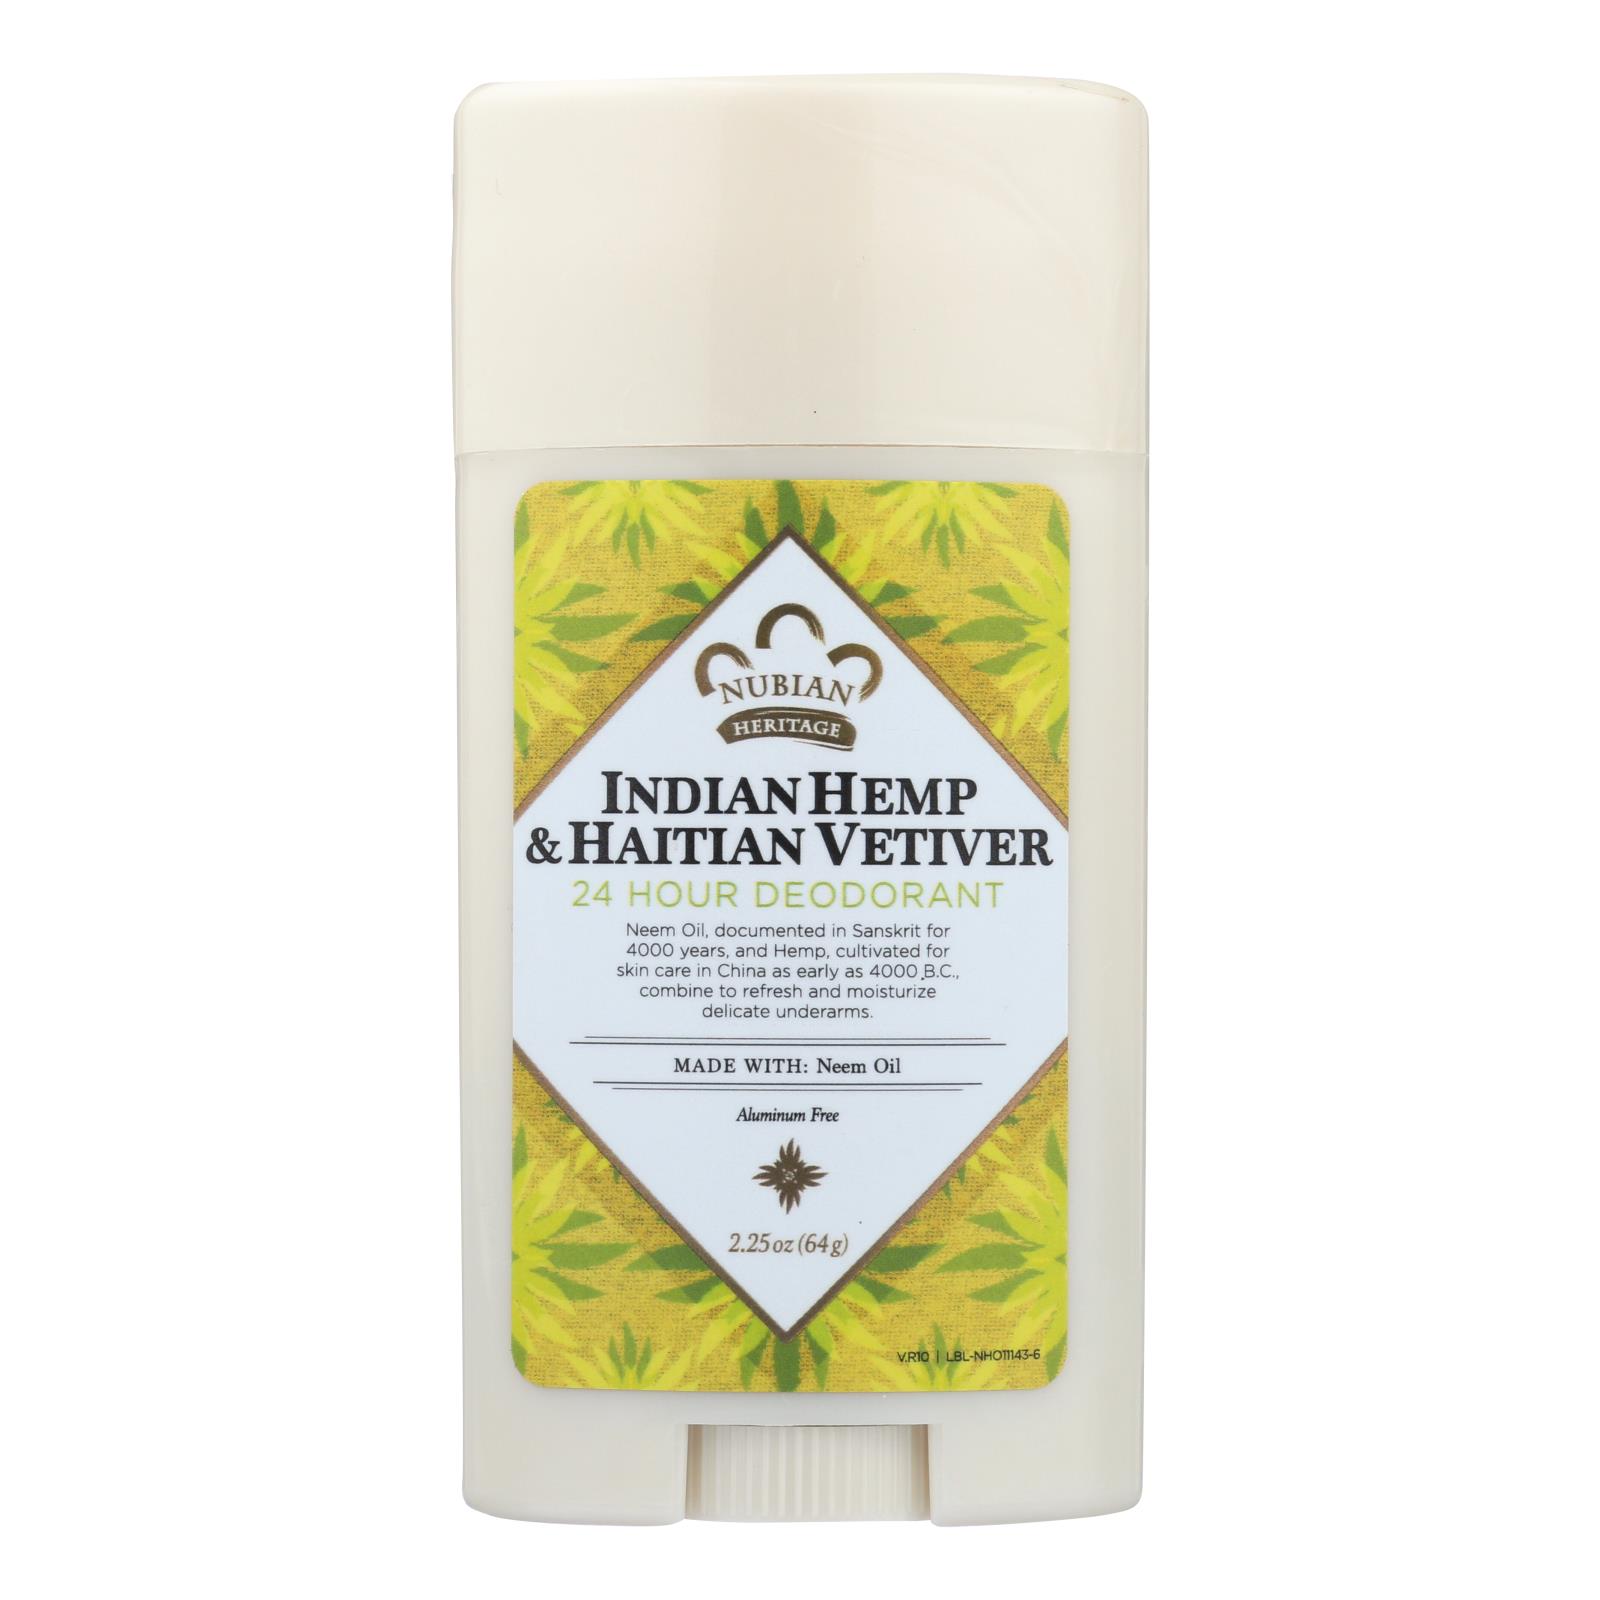 NUBIAN
HERITAGE
INDIAN HEMP
& HAITIAN VETIVER
24 HOUR DEODORANT
Neem Oil, documented in Sanskrit for
4000 years, and Hemp, cultivated for
skin care in China as early as 4000 B.C.,
combine to refresh and moisturize
delicate underarms.
MADE WITH: Neem Oil
Aluminum Free
2.25 oz (64 g)
V.R10 | LBL-NH011143-6